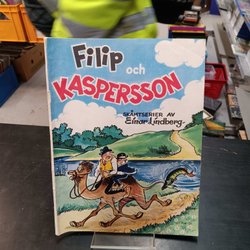 Filip
och
KASPERSSON
SKÄMTSERIER AV
Einar Lindberg